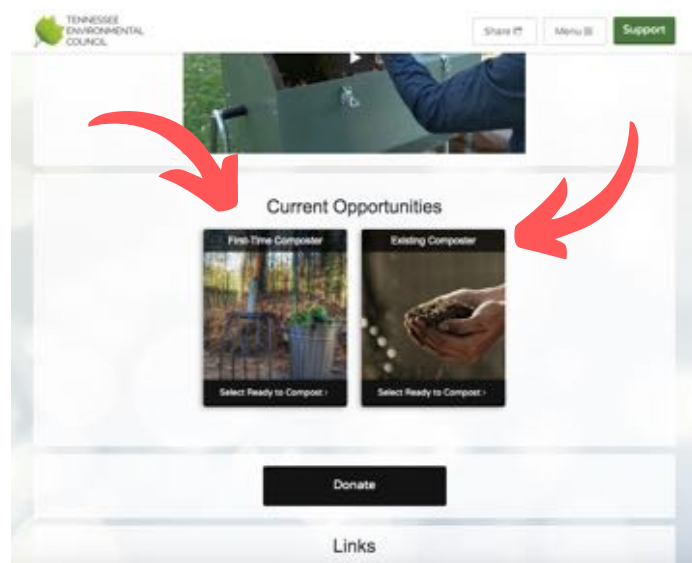 TENNESSEE
ENVIRONMENTAL
COUNCIL
Share
Menu
Support
Current Opportunities
First-Time Composter
Existing Composter
Select Ready to Compost ›
Select Ready to Compost ›
Donate
Links